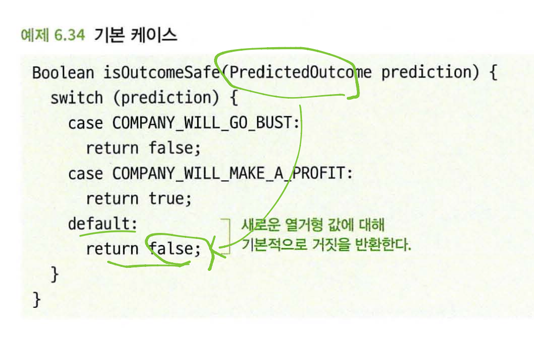 예제 6.34 기본 케이스
Boolean isOutcomeSafe(PredictedOutcome prediction) {
switch (prediction) {
case COMPANY_WILL_GO_BUST:
return false;
case COMPANY_WILL_MAKE_A_PROFIT:
return true;
default:
return false;
새로운 열거형 값에 대해
기본적으로 거짓을 반환한다.
}
}